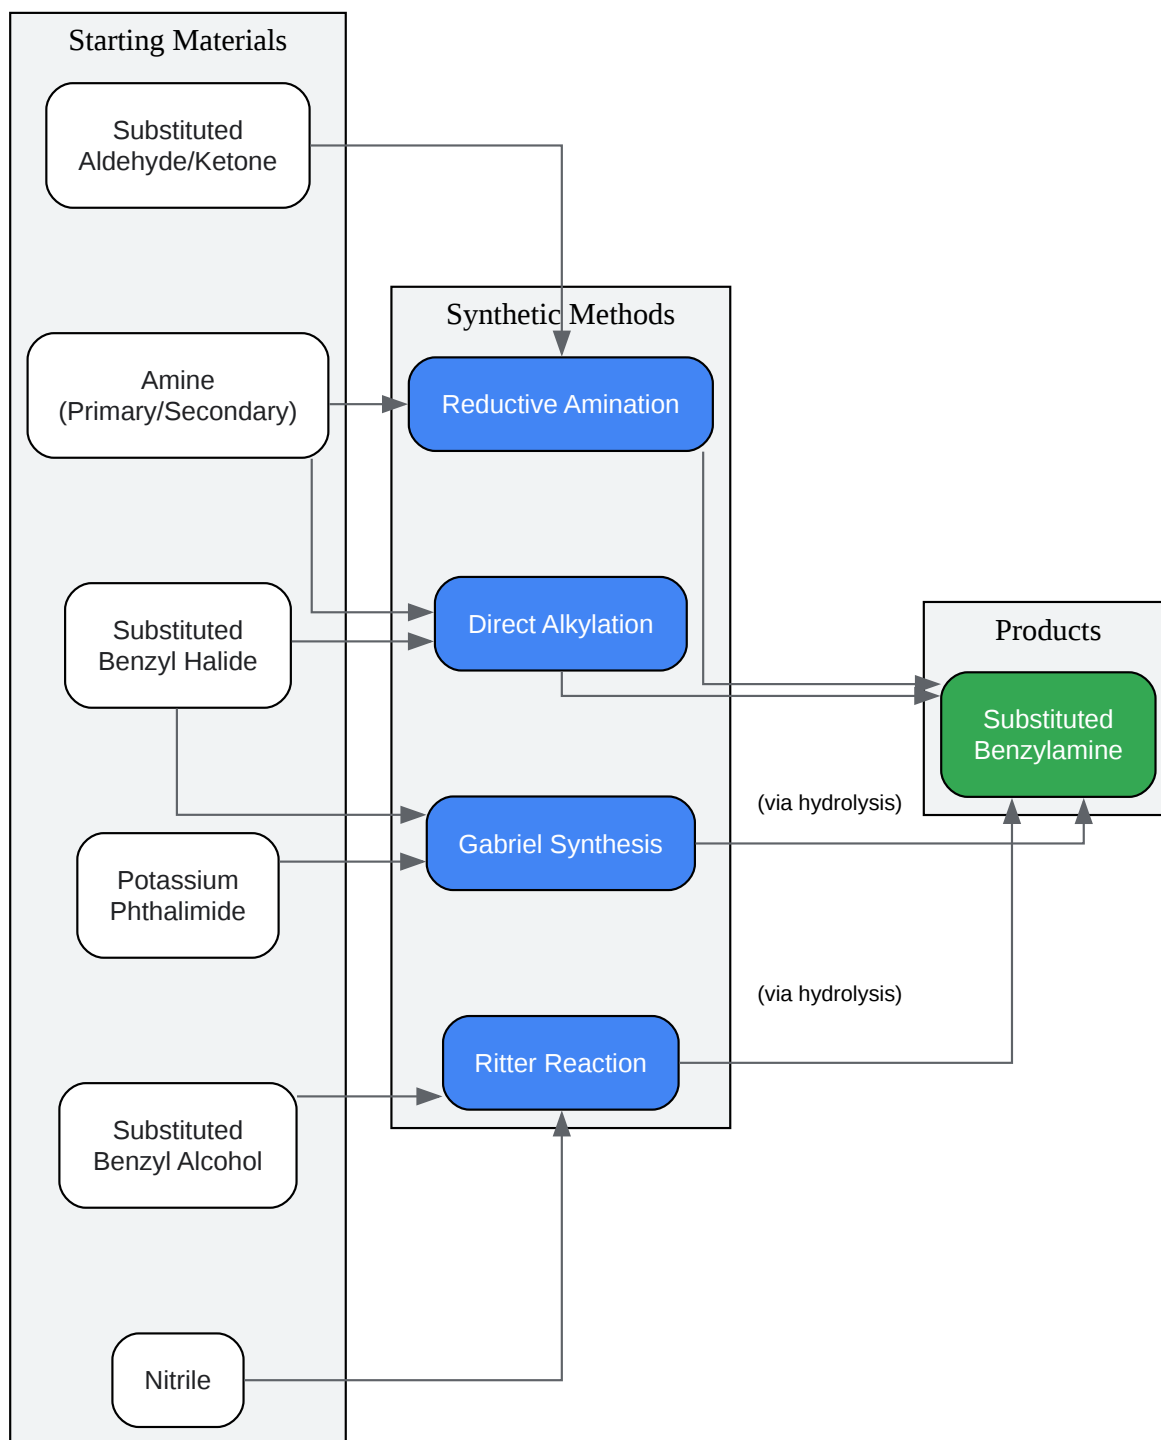 Starting Materials
Substituted
Aldehyde/Ketone
Amine
(Primary/Secondary)
Substituted
Benzyl Halide
Potassium
Phthalimide
Substituted
Benzyl Alcohol
Nitrile
Synthetic Methods
Reductive Amination
Direct Alkylation
Gabriel Synthesis
Ritter Reaction
(via hydrolysis)
(via hydrolysis)
Products
Substituted
Benzylamine